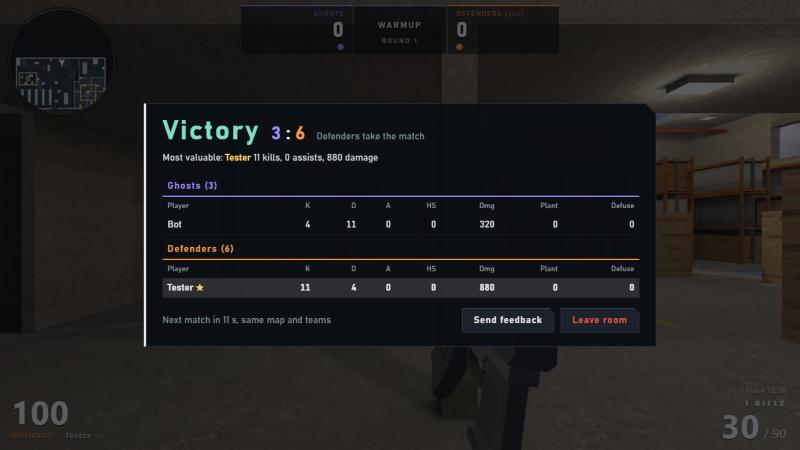 GHOSTS
0
WARMUP
ROUND 1
DEFENDERS (you)
0
Victory 3 : 6 Defenders take the match
Most valuable: Tester 11 kills, 0 assists, 880 damage
Ghosts (3)
Player K D A HS Dmg Plant Defuse
Bot 4 11 0 0 320 0 0
Defenders (6)
Player K D A HS Dmg Plant Defuse
Tester ★ 11 4 0 0 880 0 0
Next match in 11 s, same map and teams
Send feedback
Leave room
100
DEFENDERS · Tester
1 RIFLE
30 / 90